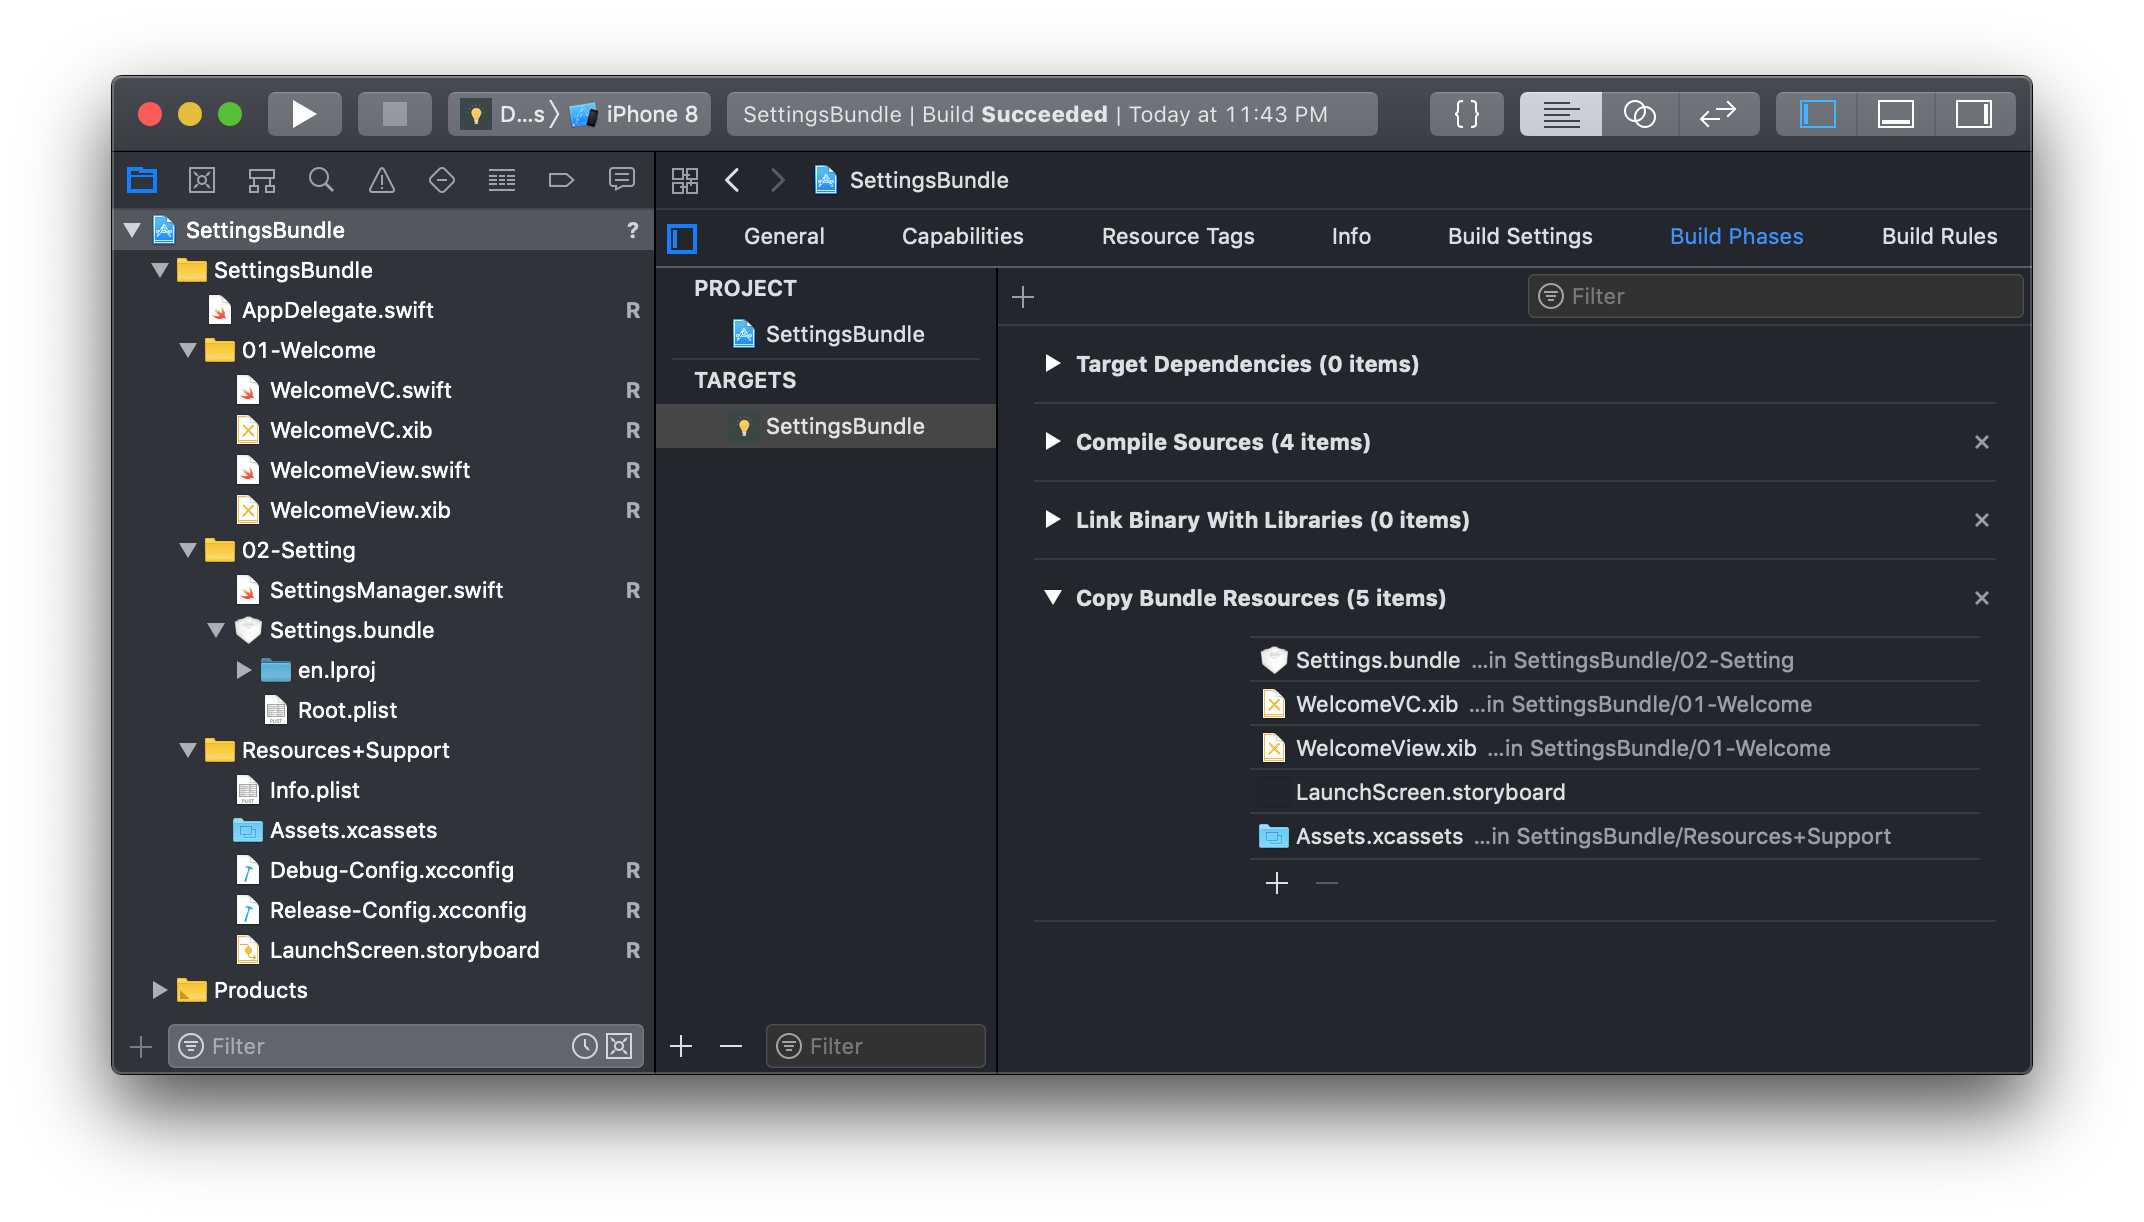 D...s iPhone 8 SettingsBundle | Build Succeeded | Today at 11:43 PM { }
SettingsBundle
General Capabilities Resource Tags Info Build Settings Build Phases Build Rules
SettingsBundle ?
SettingsBundle
AppDelegate.swift R
01-Welcome
WelcomeVC.swift R
WelcomeVC.xib R
WelcomeView.swift R
WelcomeView.xib R
02-Setting
SettingsManager.swift R
Settings.bundle
en.lproj
Root.plist
Resources+Support
Info.plist
Assets.xcassets
Debug-Config.xcconfig R
Release-Config.xcconfig R
LaunchScreen.storyboard R
Products
Filter
PROJECT
SettingsBundle
TARGETS
SettingsBundle
Filter
Filter
Target Dependencies (0 items)
Compile Sources (4 items)
Link Binary With Libraries (0 items)
Copy Bundle Resources (5 items)
Settings.bundle ...in SettingsBundle/02-Setting
WelcomeVC.xib ...in SettingsBundle/01-Welcome
WelcomeView.xib ...in SettingsBundle/01-Welcome
LaunchScreen.storyboard
Assets.xcassets ...in SettingsBundle/Resources+Support